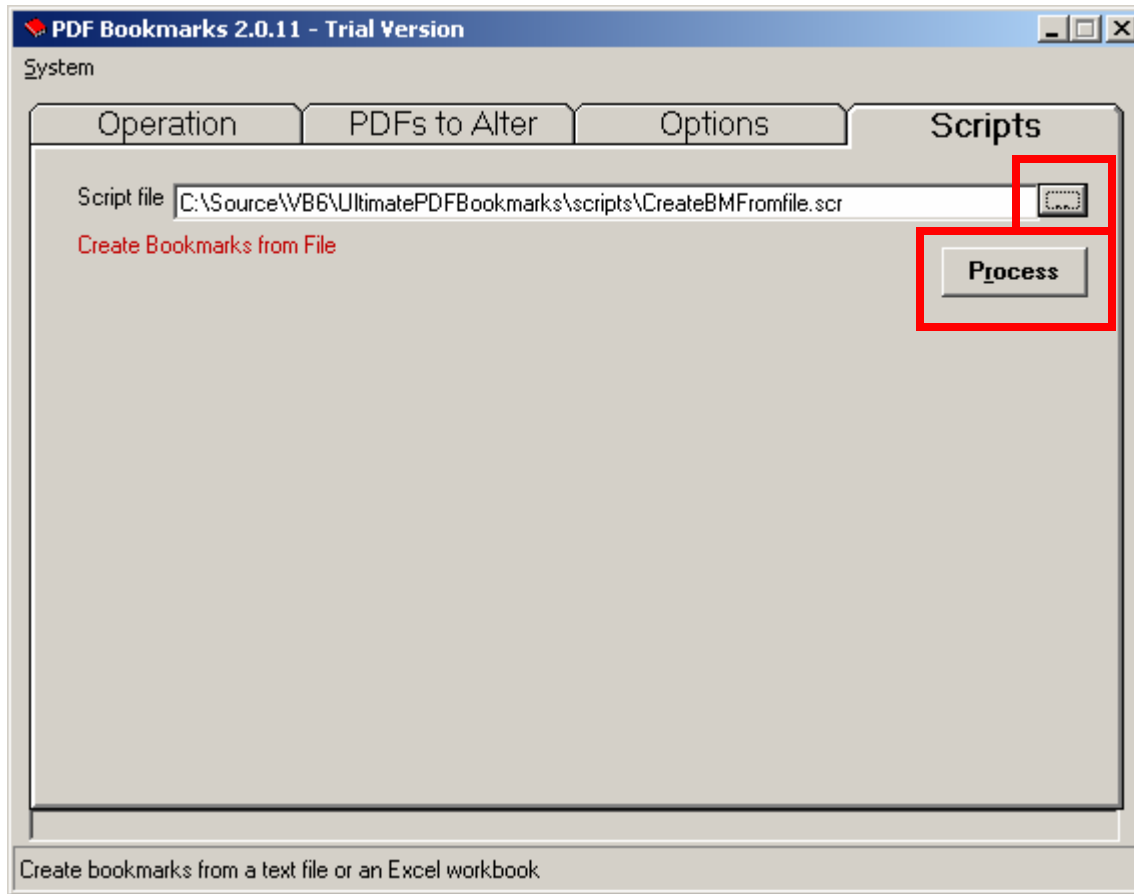 PDF Bookmarks 2.0.11 - Trial Version
System
Operation PDFs to Alter Options Scripts
Script file C:\Source\VB6\UltimatePDFBookmarks\scripts\CreateBMFromfile.scr ...
Create Bookmarks from File
Process
Create bookmarks from a text file or an Excel workbook